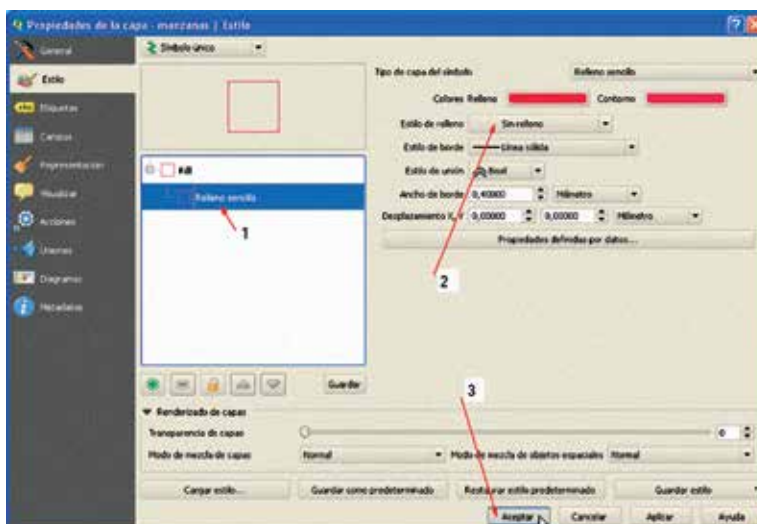 Propiedades de la capa - manzanas | Estilo
General
Estilo
Etiquetas
Campos
Representación
Visualizar
Acciones
Uniones
Diagramas
Metadatos
Símbolo único
Fill
Relleno sencillo
1
Guardar
Tipo de capa del símbolo Relleno sencillo
Colores Relleno Contorno
Estilo de relleno Sin relleno
Estilo de borde Línea sólida
Estilo de unión Bisel
Ancho de borde 0,40000 Milímetro
Desplazamiento X, Y 0,00000 0,00000 Milímetro
Propiedades definidas por datos...
2
3
Renderizado de capas
Transparencia de capas 0
Modo de mezcla de capas Normal Modo de mezcla de objetos espaciales Normal
Cargar estilo... Guardar como predeterminado Restaurar estilo predeterminado Guardar estilo
Aceptar Cancelar Aplicar Ayuda